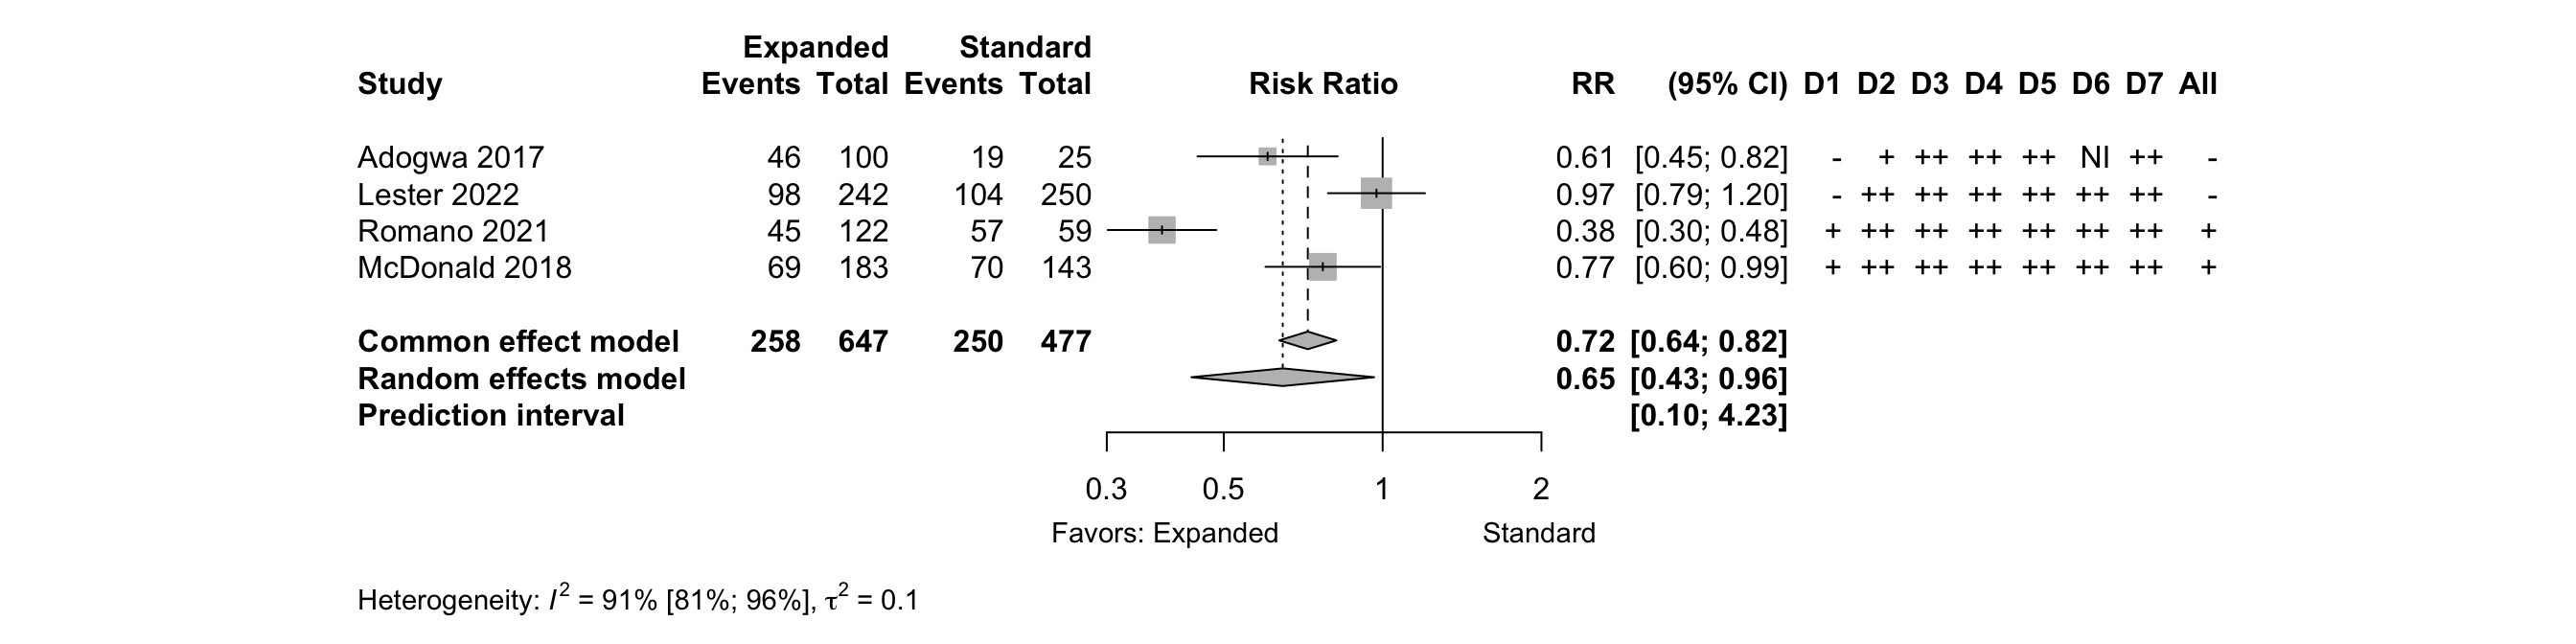 Expanded Standard
Study Events Total Events Total Risk Ratio RR (95% CI) D1 D2 D3 D4 D5 D6 D7 All
Adogwa 2017 46 100 19 25 0.61 [0.45; 0.82] - + ++ ++ ++ NI ++ -
Lester 2022 98 242 104 250 0.97 [0.79; 1.20] - ++ ++ ++ ++ ++ ++ -
Romano 2021 45 122 57 59 0.38 [0.30; 0.48] + ++ ++ ++ ++ ++ ++ +
McDonald 2018 69 183 70 143 0.77 [0.60; 0.99] + ++ ++ ++ ++ ++ ++ +
Common effect model 258 647 250 477 0.72 [0.64; 0.82]
Random effects model 0.65 [0.43; 0.96]
Prediction interval [0.10; 4.23]
0.3 0.5 1 2
Favors: Expanded Standard
Heterogeneity: I² = 91% [81%; 96%], τ² = 0.1